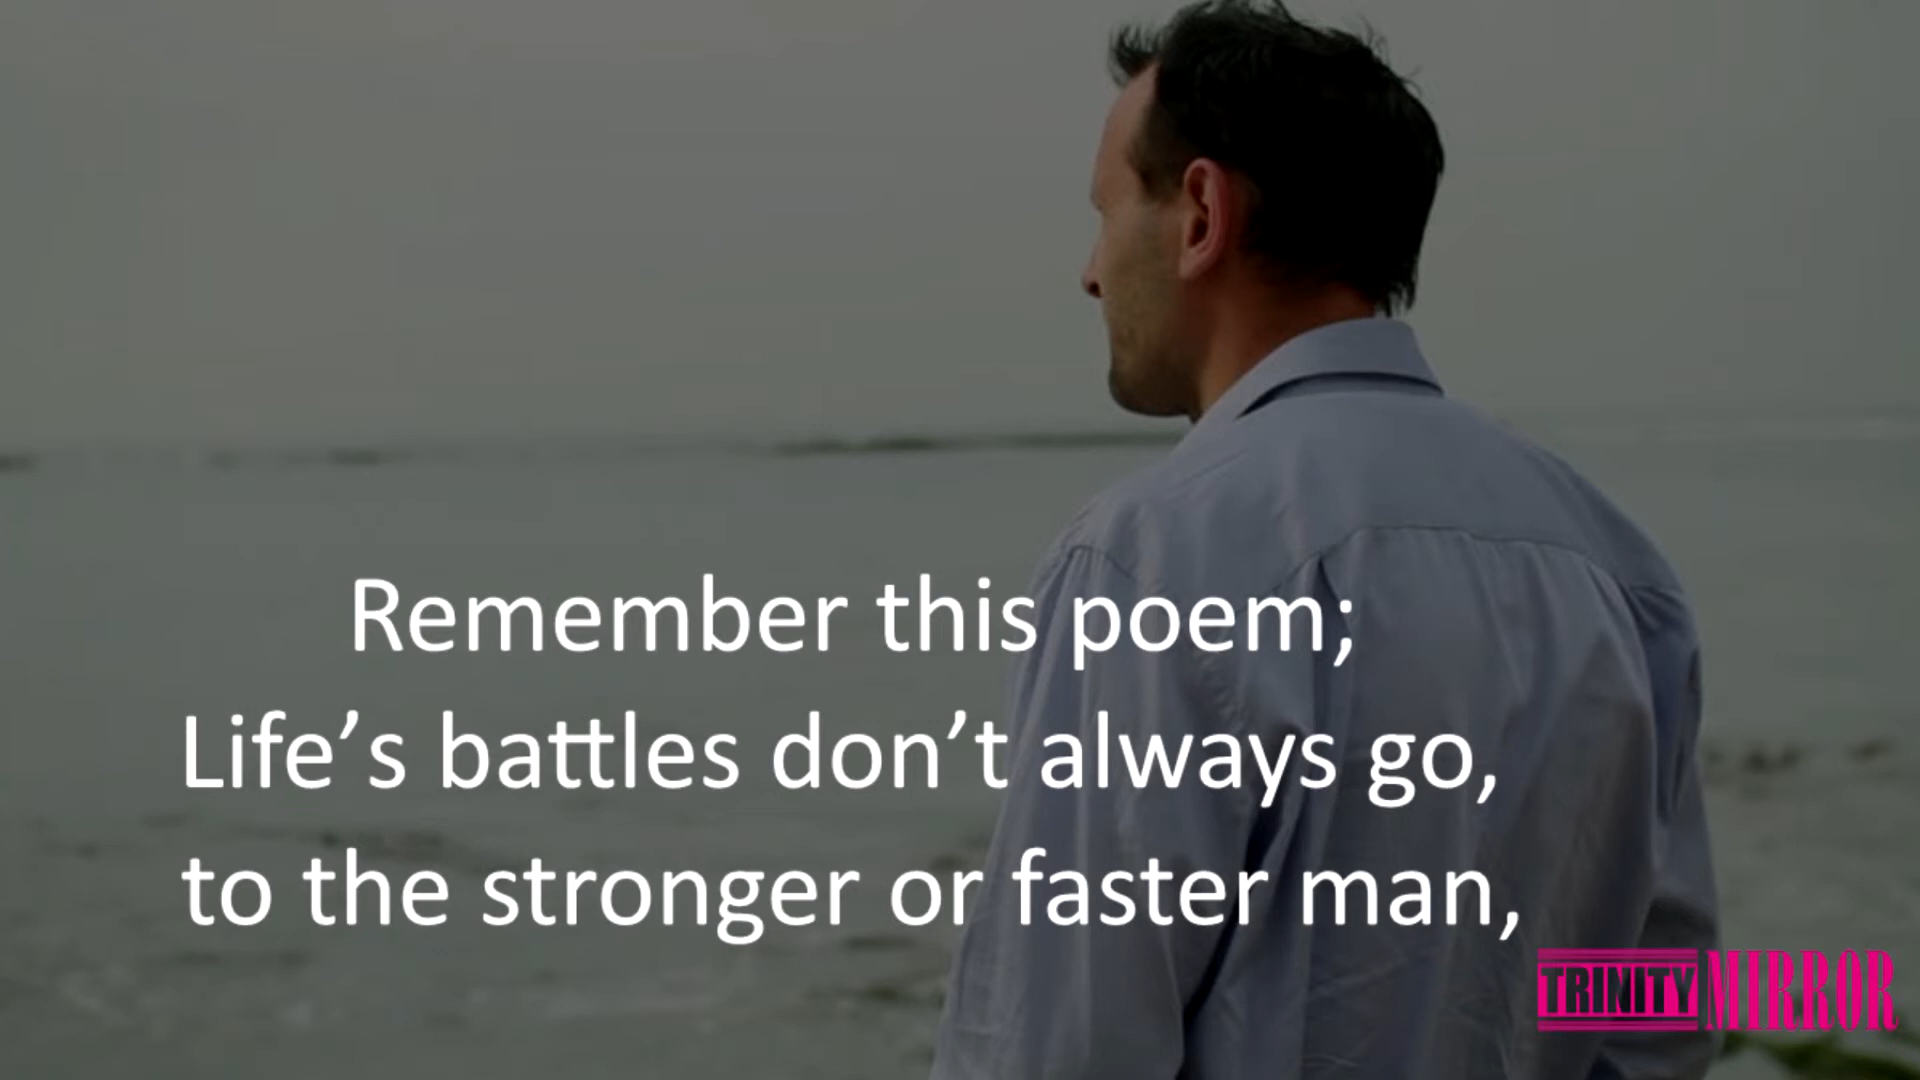 Remember this poem;
Life’s battles don’t always go,
to the stronger or faster man,
TRINITY MIRROR